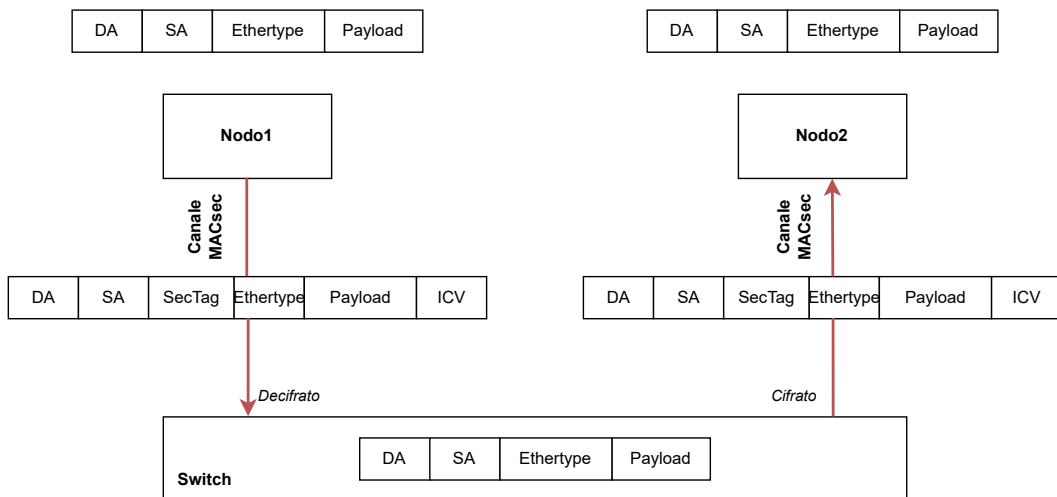 DA SA Ethertype Payload
DA SA Ethertype Payload
Nodo1
Nodo2
Canale
MACsec
Canale
MACsec
DA SA SecTag Ethertype Payload ICV
DA SA SecTag Ethertype Payload ICV
Decifrato
Cifrato
DA SA Ethertype Payload
Switch